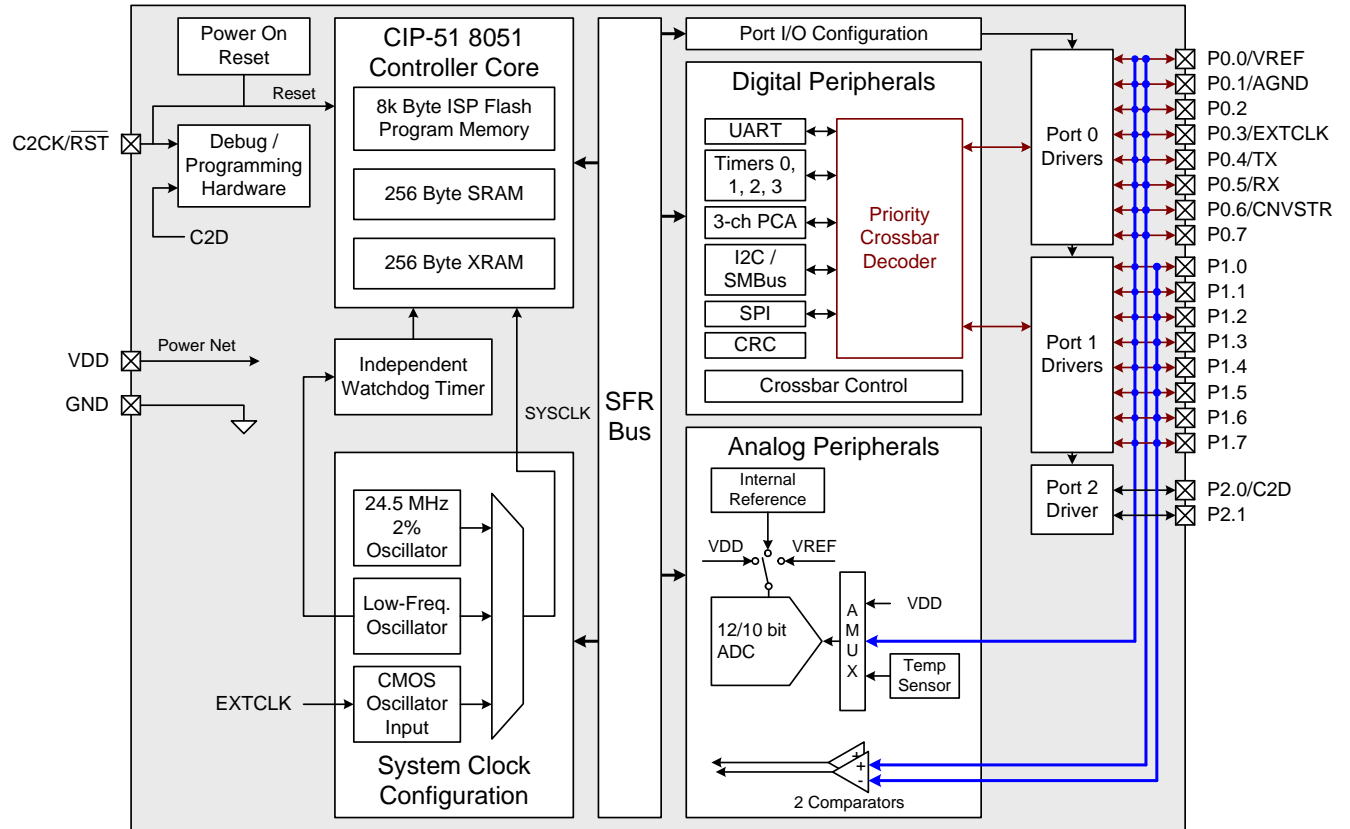 Power On
Reset
Reset
C2CK/RST
Debug /
Programming
Hardware
C2D
VDD
Power Net
GND
CIP-51 8051
Controller Core
8k Byte ISP Flash
Program Memory
256 Byte SRAM
256 Byte XRAM
Independent
Watchdog Timer
SYSCLK
24.5 MHz
2%
Oscillator
Low-Freq.
Oscillator
EXTCLK
CMOS
Oscillator
Input
System Clock
Configuration
SFR
Bus
Port I/O Configuration
Digital Peripherals
UART
Timers 0,
1, 2, 3
3-ch PCA
I2C /
SMBus
SPI
CRC
Priority
Crossbar
Decoder
Crossbar Control
Analog Peripherals
Internal
Reference
VDD
VREF
12/10 bit
ADC
A
M
U
X
VDD
Temp
Sensor
+
+
-
2 Comparators
Port 0
Drivers
Port 1
Drivers
Port 2
Driver
P0.0/VREF
P0.1/AGND
P0.2
P0.3/EXTCLK
P0.4/TX
P0.5/RX
P0.6/CNVSTR
P0.7
P1.0
P1.1
P1.2
P1.3
P1.4
P1.5
P1.6
P1.7
P2.0/C2D
P2.1